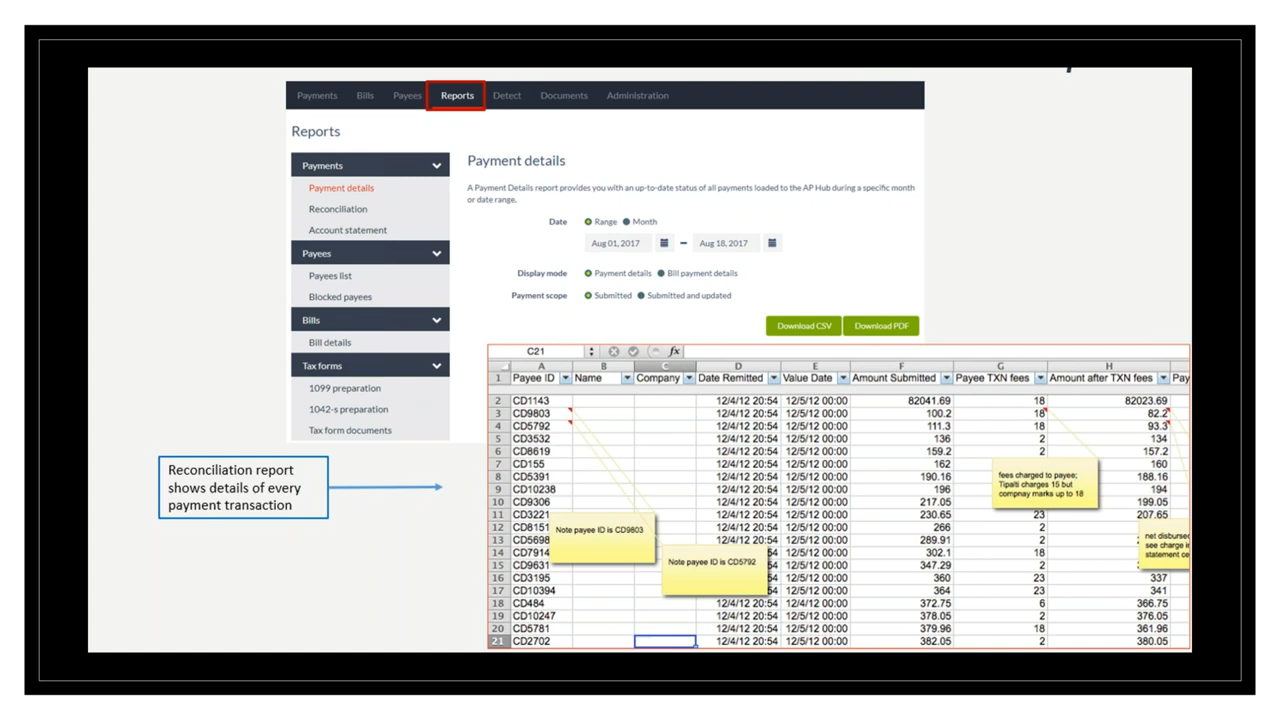 Payments Bills Payees Reports Detect Documents Administration
Reports
Payments
Payment details
Reconciliation
Account statement
Payees
Payees list
Blocked payees
Bills
Bill details
Tax forms
1099 preparation
1042-s preparation
Tax form documents
Payment details
A Payment Details report provides you with an up-to-date status of all payments loaded to the AP Hub during a specific month
or date range.
Date Range Month
Aug 01, 2017 – Aug 18, 2017
Display mode Payment details Bill payment details
Payment scope Submitted Submitted and updated
Download CSV Download PDF
Reconciliation report
shows details of every
payment transaction
C21 fx
A B C D E F G H
1 Payee ID Name Company Date Remitted Value Date Amount Submitted Payee TXN fees Amount after TXN fees Pay
2 CD1143 12/4/12 20:54 12/5/12 00:00 82041.69 18 82023.69
3 CD9803 12/4/12 20:54 12/5/12 00:00 100.2 18 82.2
4 CD5792 12/4/12 20:54 12/5/12 00:00 111.3 18 93.3
5 CD3532 12/4/12 20:54 12/5/12 00:00 136 2 134
6 CD8619 12/4/12 20:54 12/5/12 00:00 159.2 2 157.2
7 CD155 12/4/12 20:54 12/5/12 00:00 162 160
8 CD5391 12/4/12 20:54 12/5/12 00:00 190.16 188.16
9 CD10238 12/4/12 20:54 12/5/12 00:00 196 194
10 CD9306 12/4/12 20:54 12/5/12 00:00 217.05 199.05
11 CD3221 12/4/12 20:54 12/5/12 00:00 230.65 23 207.65
12 CD8151 12/4/12 20:54 12/5/12 00:00 266 2
13 CD5698 12/4/12 20:54 12/5/12 00:00 289.91 2
14 CD7914 54 12/5/12 00:00 302.1 18
15 CD9631 54 12/5/12 00:00 347.29 2
16 CD3195 54 12/5/12 00:00 360 23 337
17 CD10394 54 12/5/12 00:00 364 23 341
18 CD484 12/4/12 20:54 12/4/12 00:00 372.75 6 366.75
19 CD10247 12/4/12 20:54 12/5/12 00:00 378.05 2 376.05
20 CD5781 12/4/12 20:54 12/5/12 00:00 379.96 18 361.96
21 CD2702 12/4/12 20:54 12/5/12 00:00 382.05 2 380.05
Note payee ID is CD9803
Note payee ID is CD5792
fees charged to payee;
Tipalti charges 15 but
compnay marks up to 18
net disbursed
see charge in
statement ce